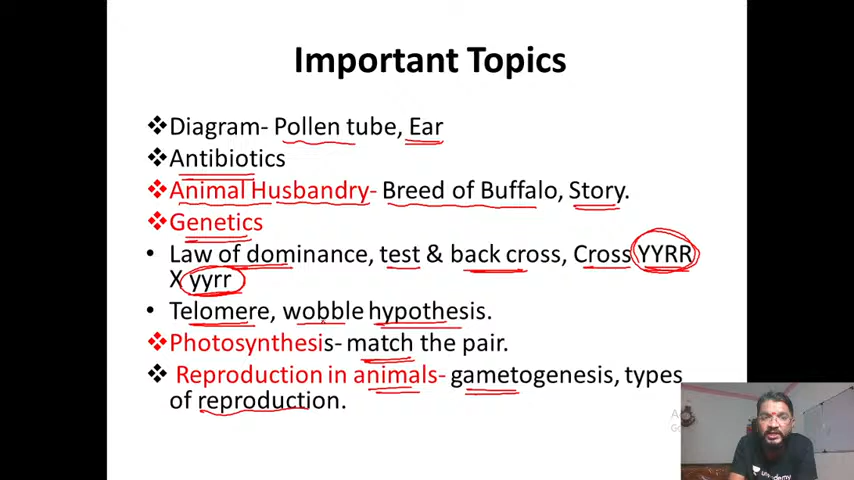 Important Topics
❖Diagram- Pollen tube, Ear
❖Antibiotics
❖Animal Husbandry- Breed of Buffalo, Story.
❖Genetics
• Law of dominance, test & back cross, Cross YYRR
X yyrr
• Telomere, wobble hypothesis.
❖Photosynthesis- match the pair.
❖ Reproduction in animals- gametogenesis, types
of reproduction.